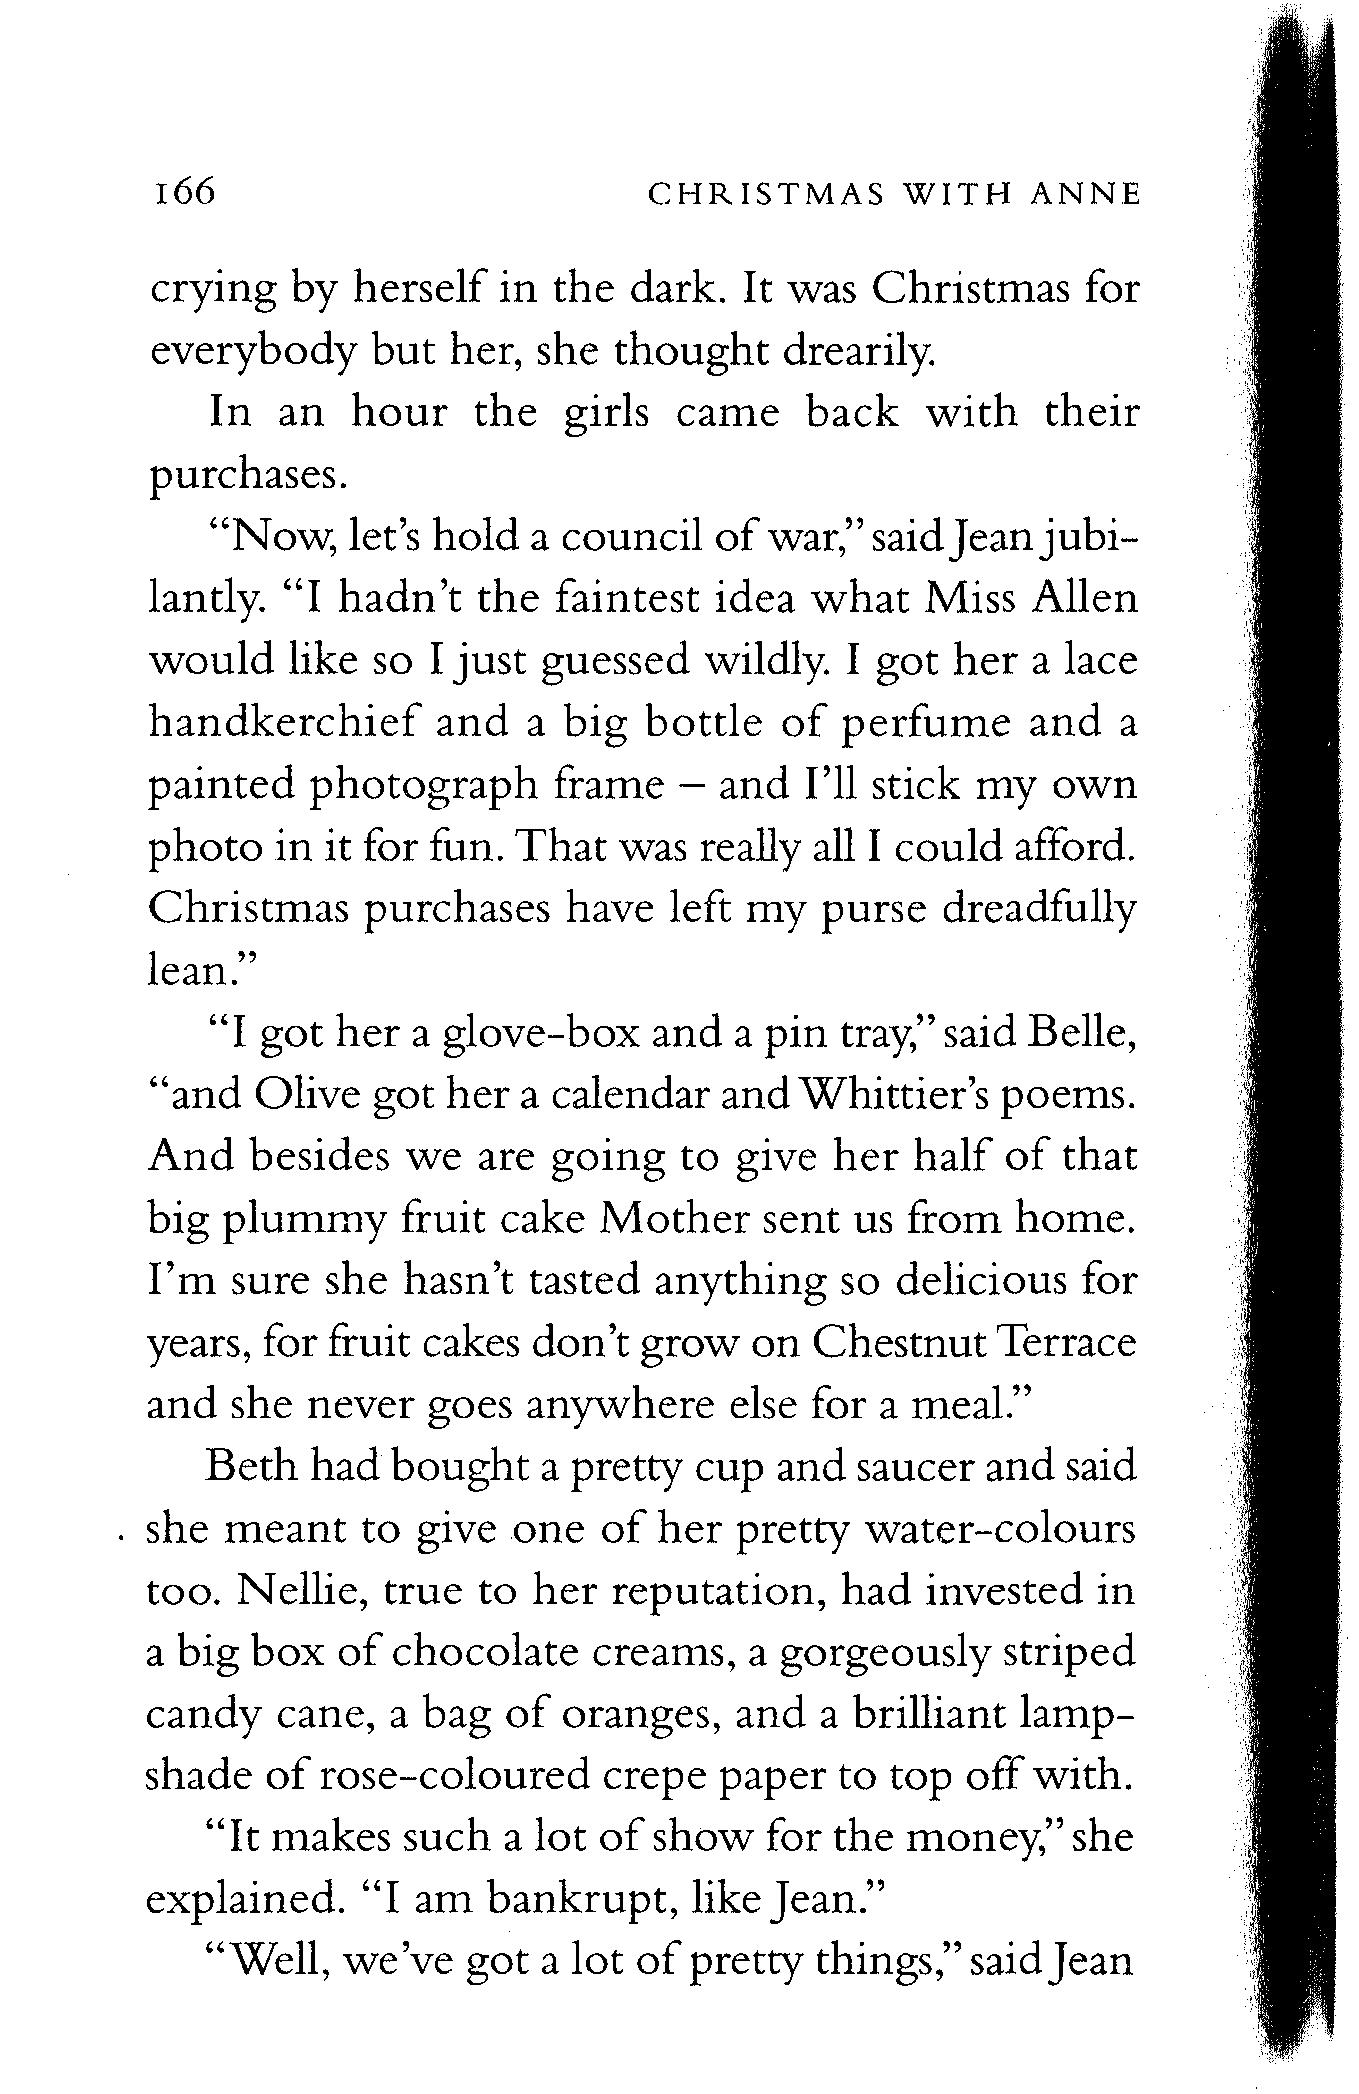 166 CHRISTMAS WITH ANNE
crying by herself in the dark. It was Christmas for
everybody but her, she thought drearily.
In an hour the girls came back with their
purchases.
“Now, let’s hold a council of war,” said Jean jubi-
lantly. “I hadn’t the faintest idea what Miss Allen
would like so I just guessed wildly. I got her a lace
handkerchief and a big bottle of perfume and a
painted photograph frame – and I’ll stick my own
photo in it for fun. That was really all I could afford.
Christmas purchases have left my purse dreadfully
lean.”
“I got her a glove-box and a pin tray,” said Belle,
“and Olive got her a calendar and Whittier’s poems.
And besides we are going to give her half of that
big plummy fruit cake Mother sent us from home.
I’m sure she hasn’t tasted anything so delicious for
years, for fruit cakes don’t grow on Chestnut Terrace
and she never goes anywhere else for a meal.”
Beth had bought a pretty cup and saucer and said
she meant to give one of her pretty water-colours
too. Nellie, true to her reputation, had invested in
a big box of chocolate creams, a gorgeously striped
candy cane, a bag of oranges, and a brilliant lamp-
shade of rose-coloured crepe paper to top off with.
“It makes such a lot of show for the money,” she
explained. “I am bankrupt, like Jean.”
“Well, we’ve got a lot of pretty things,” said Jean